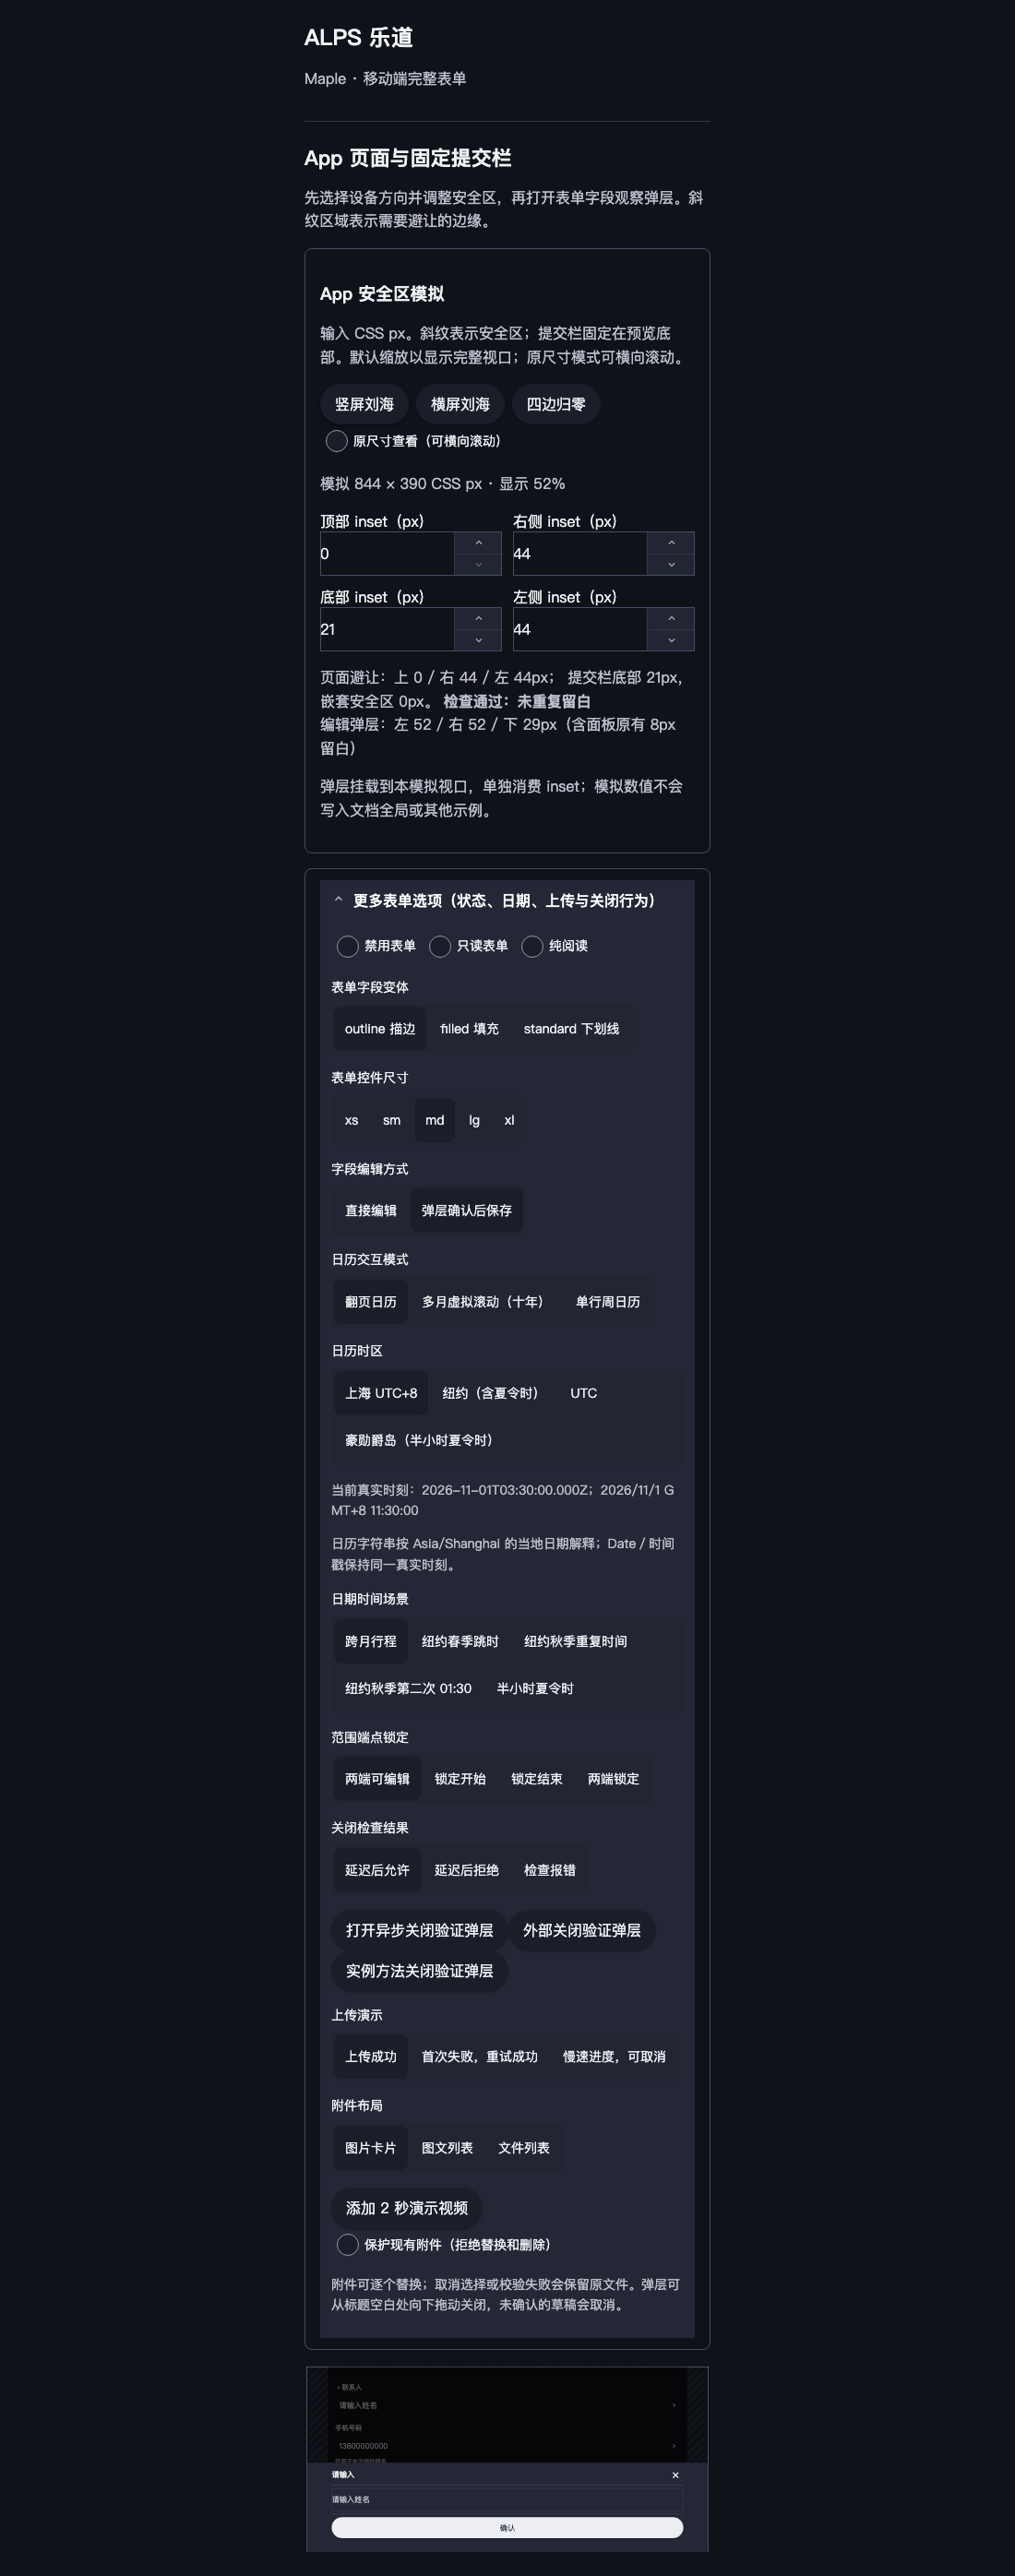 ALPS 乐道
Maple · 移动端完整表单
App 页面与固定提交栏
先选择设备方向并调整安全区，再打开表单字段观察弹层。斜
纹区域表示需要避让的边缘。
App 安全区模拟
输入 CSS px。斜纹表示安全区；提交栏固定在预览底
部。默认缩放以显示完整视口；原尺寸模式可横向滚动。
竖屏刘海 横屏刘海 四边归零
原尺寸查看（可横向滚动）
模拟 844 × 390 CSS px · 显示 52%
顶部 inset（px） 右侧 inset（px）
0 44
底部 inset（px） 左侧 inset（px）
21 44
页面避让：上 0 / 右 44 / 左 44px； 提交栏底部 21px，
嵌套安全区 0px。 检查通过：未重复留白
编辑弹层：左 52 / 右 52 / 下 29px（含面板原有 8px
留白）
弹层挂载到本模拟视口，单独消费 inset；模拟数值不会
写入文档全局或其他示例。
更多表单选项（状态、日期、上传与关闭行为）
禁用表单 只读表单 纯阅读
表单字段变体
outline 描边 filled 填充 standard 下划线
表单控件尺寸
xs sm md lg xl
字段编辑方式
直接编辑 弹层确认后保存
日历交互模式
翻页日历 多月虚拟滚动（十年） 单行周日历
日历时区
上海 UTC+8 纽约（含夏令时） UTC
豪勋爵岛（半小时夏令时）
当前真实时刻：2026-11-01T03:30:00.000Z；2026/11/1 G
MT+8 11:30:00
日历字符串按 Asia/Shanghai 的当地日期解释；Date / 时间
戳保持同一真实时刻。
日期时间场景
跨月行程 纽约春季跳时 纽约秋季重复时间
纽约秋季第二次 01:30 半小时夏令时
范围端点锁定
两端可编辑 锁定开始 锁定结束 两端锁定
关闭检查结果
延迟后允许 延迟后拒绝 检查报错
打开异步关闭验证弹层 外部关闭验证弹层
实例方法关闭验证弹层
上传演示
上传成功 首次失败，重试成功 慢速进度，可取消
附件布局
图片卡片 图文列表 文件列表
添加 2 秒演示视频
保护现有附件（拒绝替换和删除）
附件可逐个替换；取消选择或校验失败会保留原文件。弹层可
从标题空白处向下拖动关闭，未确认的草稿会取消。
联系人
请输入姓名
手机号码
13800000000
请输入
请输入姓名
确认